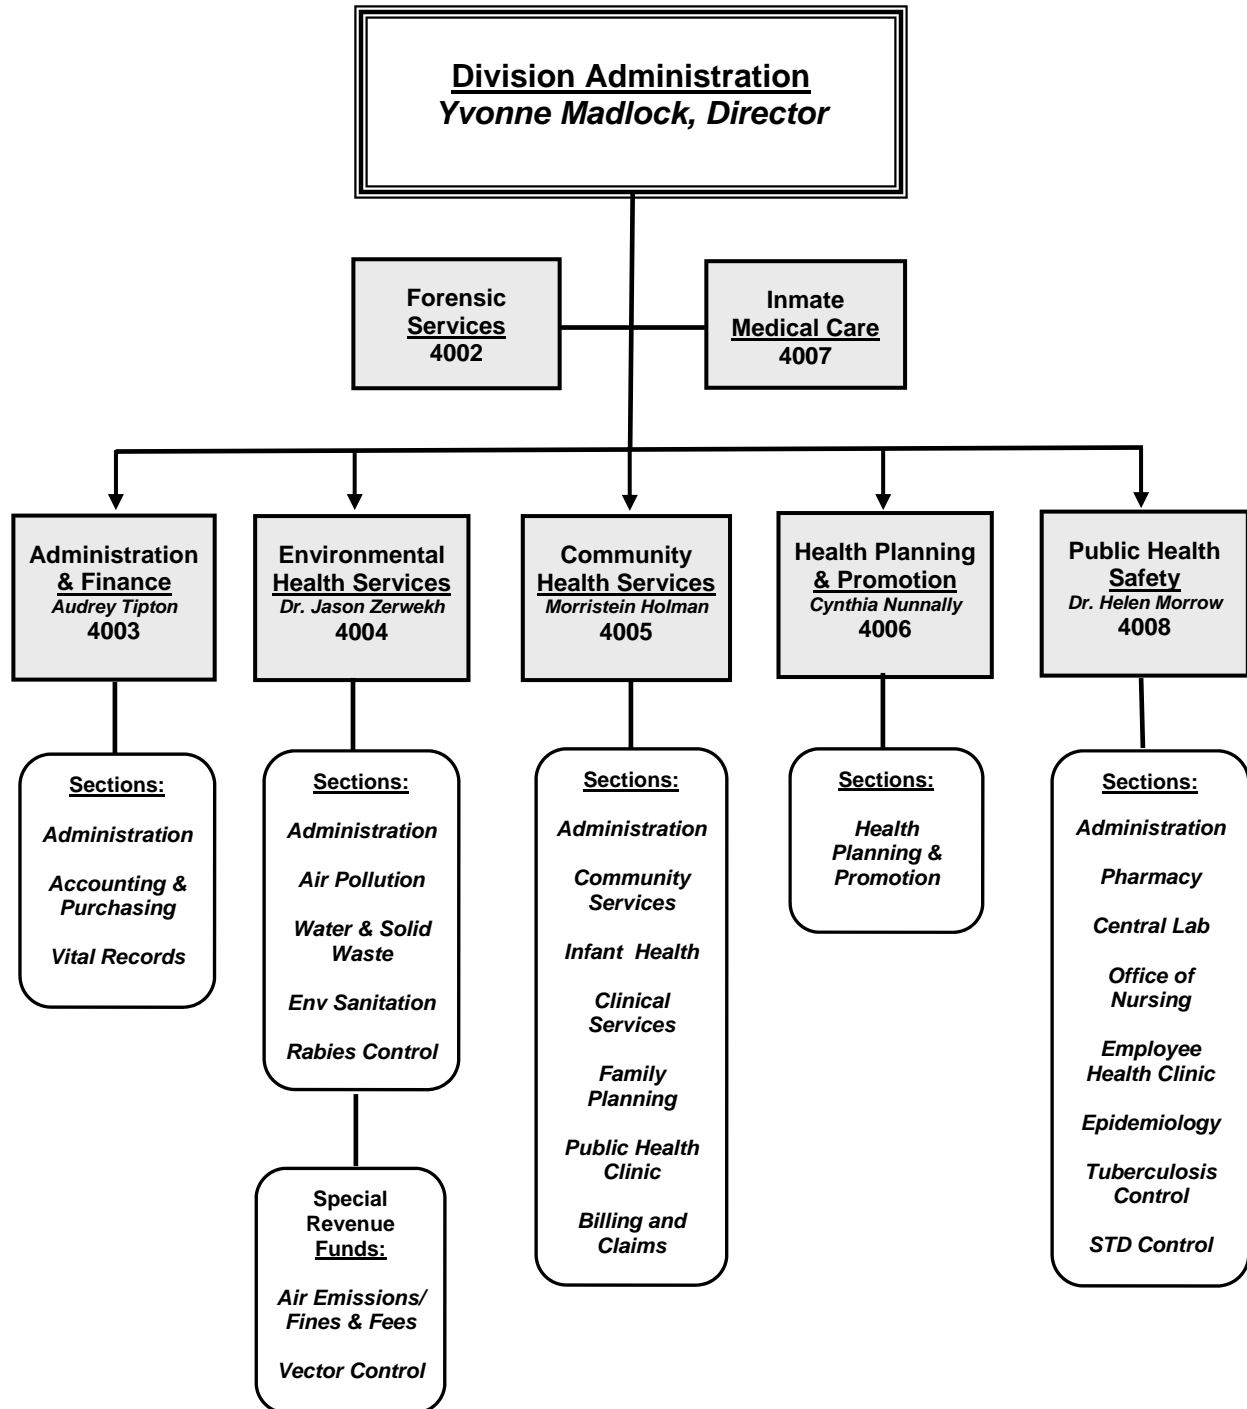 Division Administration
Yvonne Madlock, Director
Forensic
Services
4002
Inmate
Medical Care
4007
Administration
& Finance
Audrey Tipton
4003
Environmental
Health Services
Dr. Jason Zerwekh
4004
Community
Health Services
Morristein Holman
4005
Health Planning
& Promotion
Cynthia Nunnally
4006
Public Health
Safety
Dr. Helen Morrow
4008
Sections:
Administration
Accounting &
Purchasing
Vital Records
Sections:
Administration
Air Pollution
Water & Solid
Waste
Env Sanitation
Rabies Control
Special
Revenue
Funds:
Air Emissions/
Fines & Fees
Vector Control
Sections:
Administration
Community
Services
Infant  Health
Clinical
Services
Family
Planning
Public Health
Clinic
Billing and
Claims
Sections:
Health
Planning &
Promotion
Sections:
Administration
Pharmacy
Central Lab
Office of
Nursing
Employee
Health Clinic
Epidemiology
Tuberculosis
Control
STD Control